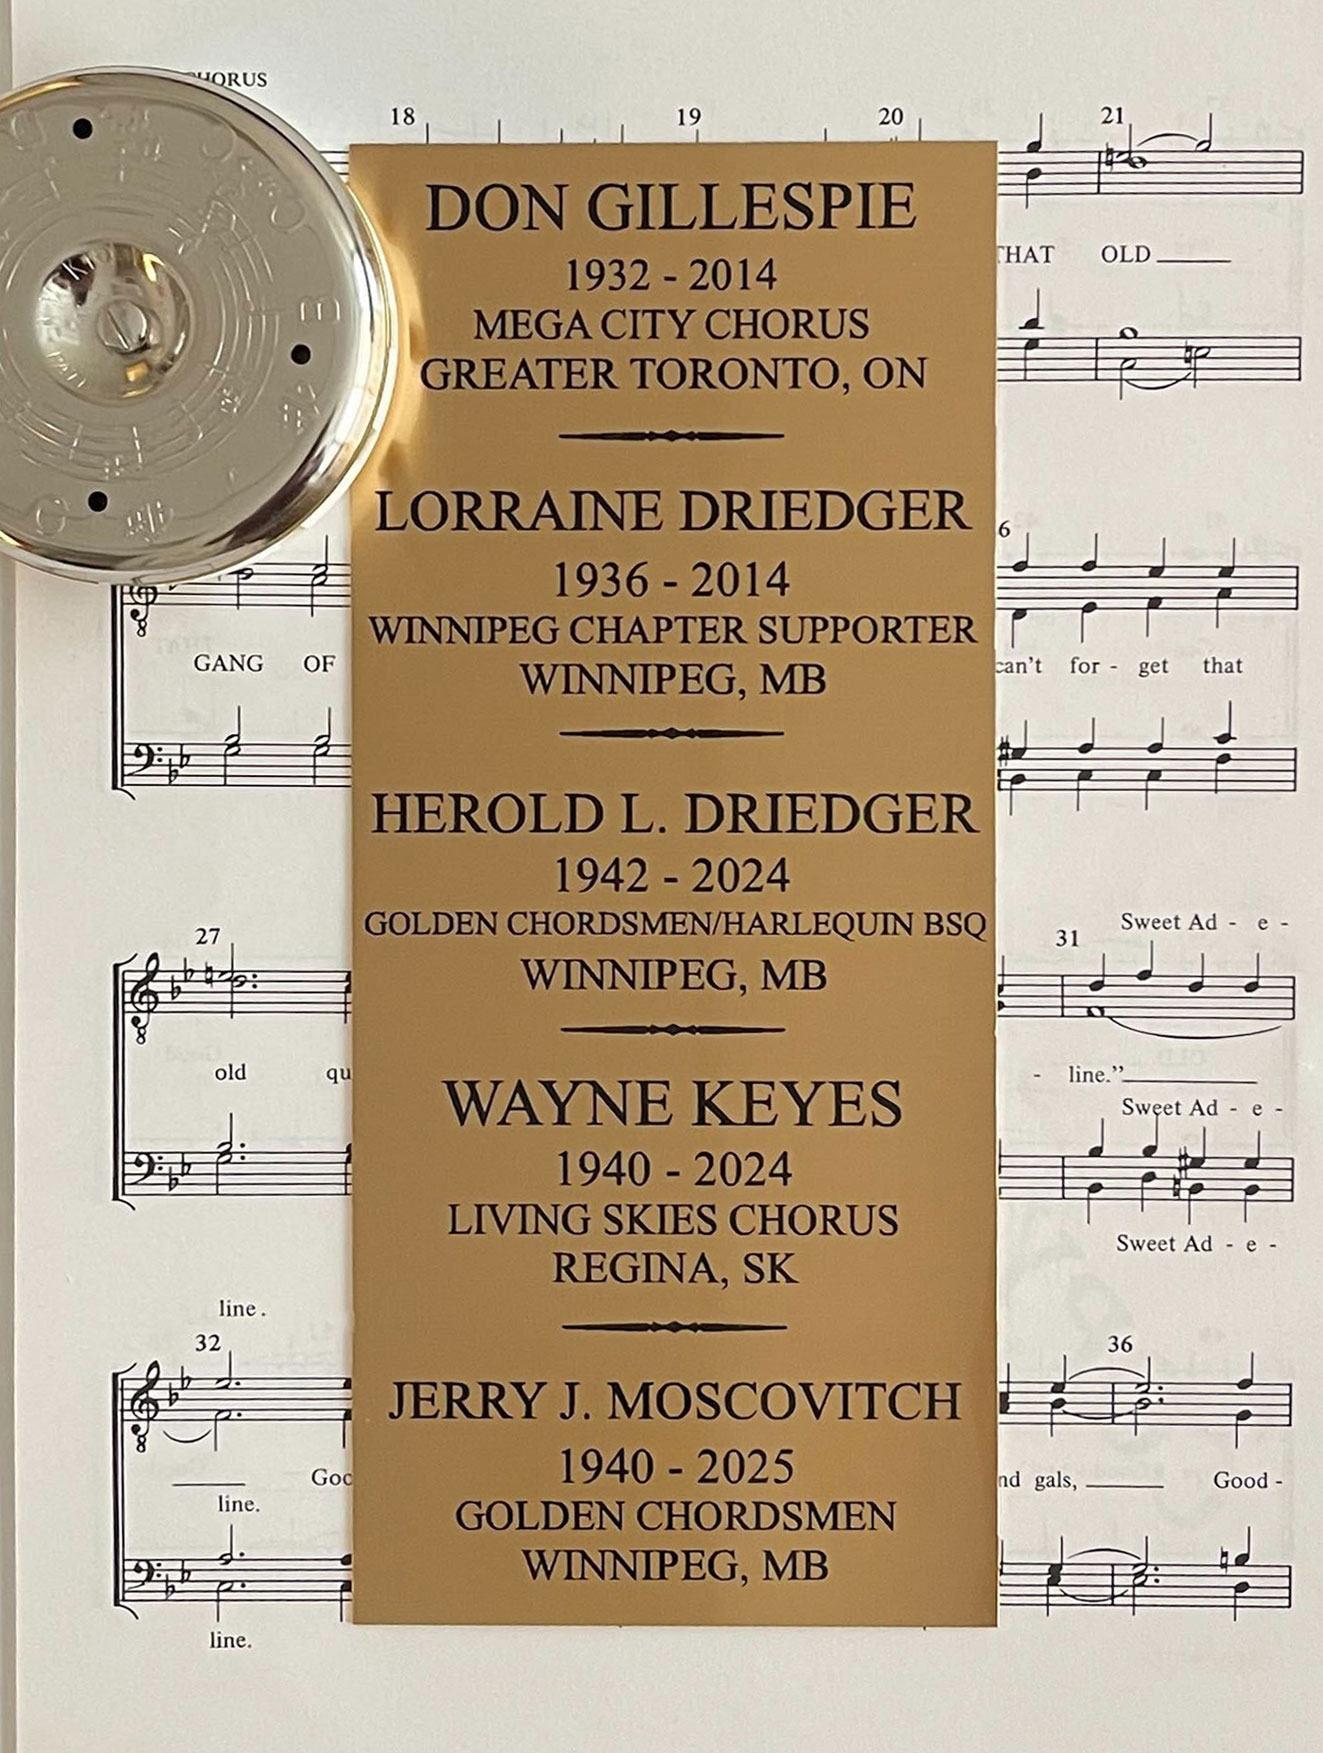 CHORUS
18 19 20 21
DON GILLESPIE
1932 - 2014
MEGA CITY CHORUS
GREATER TORONTO, ON
THAT OLD
LORRAINE DRIEDGER
1936 - 2014
WINNIPEG CHAPTER SUPPORTER
WINNIPEG, MB
6
GANG OF
can't for - get that
HEROLD L. DRIEDGER
1942 - 2024
GOLDEN CHORDSMEN/HARLEQUIN BSQ
WINNIPEG, MB
27
31
Sweet Ad - e -
old qu
- line."
Sweet Ad - e -
Sweet Ad - e -
WAYNE KEYES
1940 - 2024
LIVING SKIES CHORUS
REGINA, SK
line.
32
36
JERRY J. MOSCOVITCH
1940 - 2025
GOLDEN CHORDSMEN
WINNIPEG, MB
Goo
nd gals, Good -
line.
line.